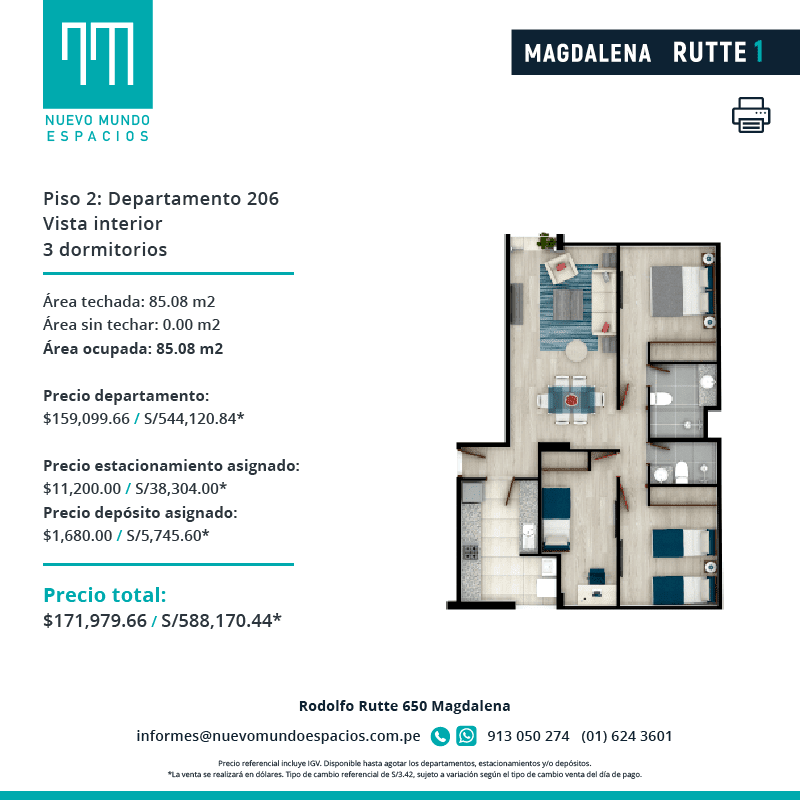 NUEVO MUNDO
ESPACIOS
MAGDALENA RUTTE 1
Piso 2: Departamento 206
Vista interior
3 dormitorios
Área techada: 85.08 m2
Área sin techar: 0.00 m2
Área ocupada: 85.08 m2
Precio departamento:
$159,099.66 / S/544,120.84*
Precio estacionamiento asignado:
$11,200.00 / S/38,304.00*
Precio depósito asignado:
$1,680.00 / S/5,745.60*
Precio total:
$171,979.66 / S/588,170.44*
Rodolfo Rutte 650 Magdalena
informes@nuevomundoespacios.com.pe 913 050 274 (01) 624 3601
Precio referencial incluye IGV. Disponible hasta agotar los departamentos, estacionamientos y/o depósitos.
*La venta se realizará en dólares. Tipo de cambio referencial de S/3.42, sujeto a variación según el tipo de cambio venta del día de pago.